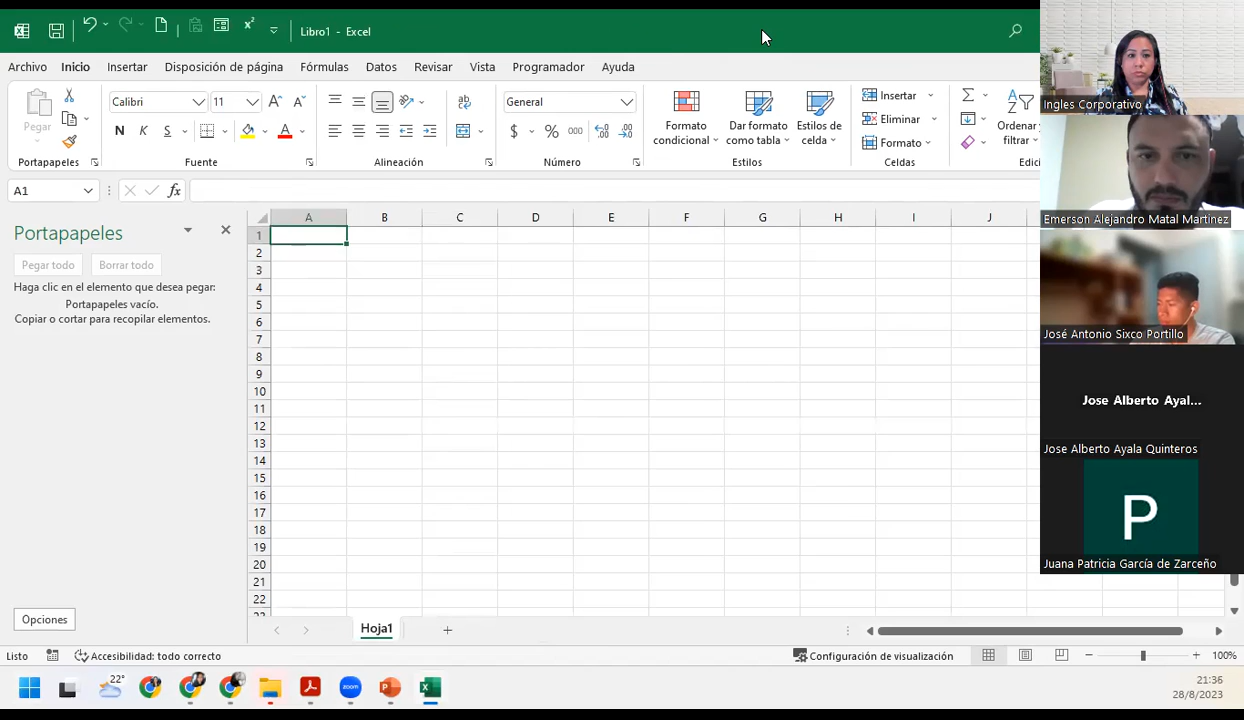 Libro1 - Excel
Archivo Inicio Insertar Disposición de página Fórmulas Datos Revisar Vista Programador Ayuda
Pegar
Portapapeles
Calibri 11
N K S
Fuente
Alineación
General
$ % 000
Número
Formato condicional
Dar formato como tabla
Estilos de celda
Estilos
Insertar
Eliminar
Formato
Celdas
Ordenar y
filtrar
Edici
A1
fx
A B C D E F G H I J
1
2
3
4
5
6
7
8
9
10
11
12
13
14
15
16
17
18
19
20
21
22
Portapapeles
Pegar todo Borrar todo
Haga clic en el elemento que desea pegar:
Portapapeles vacío.
Copiar o cortar para recopilar elementos.
Opciones
Hoja1
Listo
Accesibilidad: todo correcto
Configuración de visualización
100%
22°
zoom
21:36
28/8/2023
Ingles Corporativo
Emerson Alejandro Matal Martínez
José Antonio Sixco Portillo
Jose Alberto Ayal...
Jose Alberto Ayala Quinteros
P
Juana Patricia García de Zarceño